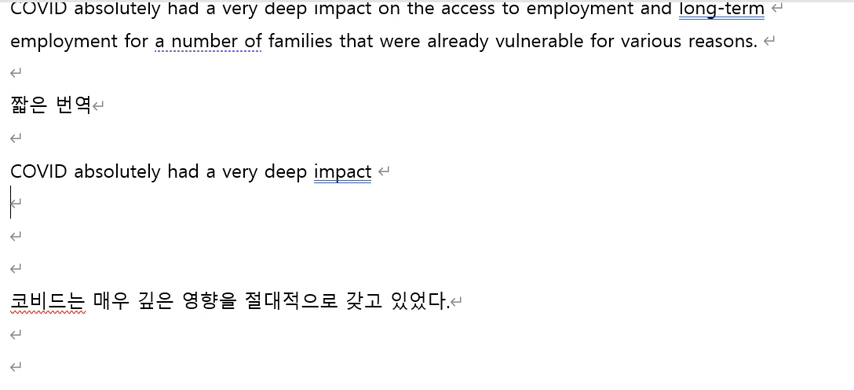 COVID absolutely had a very deep impact on the access to employment and long-term
employment for a number of families that were already vulnerable for various reasons.
짧은 번역
COVID absolutely had a very deep impact
코비드는 매우 깊은 영향을 절대적으로 갖고 있었다.